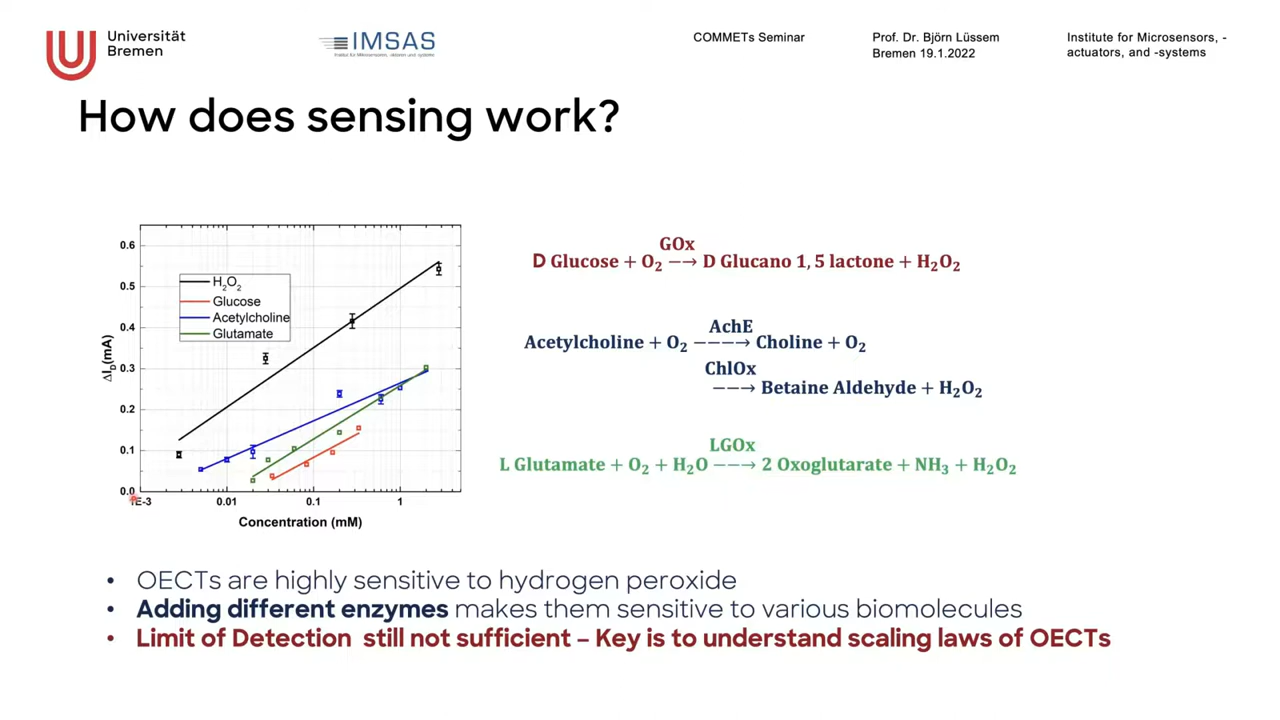 Universität
Bremen
IMSAS
COMMETs Seminar
Prof. Dr. Björn Lüssem
Bremen 19.1.2022
Institute for Microsensors, -
actuators, and -systems
How does sensing work?
0.6
0.5
0.4
0.3
0.2
0.1
0.0
ΔI_D(mA)
H₂O₂
Glucose
Acetylcholine
Glutamate
1E-3 0.01 0.1 1
Concentration (mM)
GOx
D Glucose + O₂ −→ D Glucano 1, 5 lactone + H₂O₂
AchE
Acetylcholine + O₂ −−−−→ Choline + O₂
ChlOx
−−→ Betaine Aldehyde + H₂O₂
LGOx
L Glutamate + O₂ + H₂O −−−→ 2 Oxoglutarate + NH₃ + H₂O₂
• OECTs are highly sensitive to hydrogen peroxide
• Adding different enzymes makes them sensitive to various biomolecules
• Limit of Detection still not sufficient – Key is to understand scaling laws of OECTs